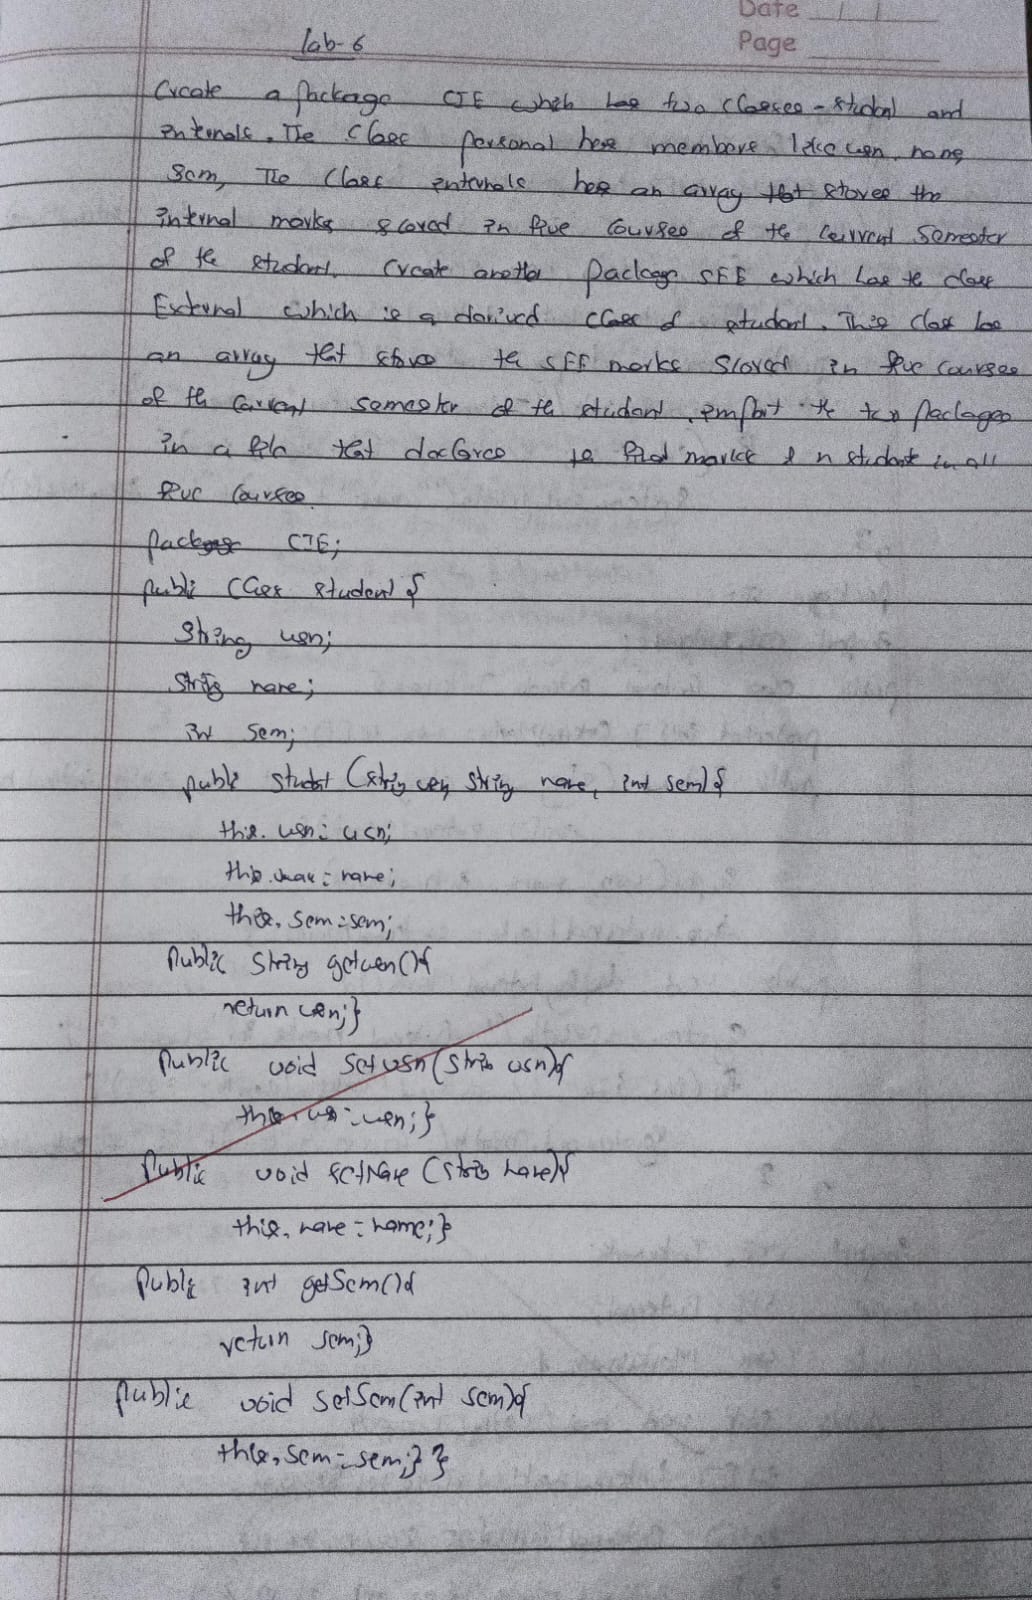 Date
Page
lab-6
Create a package CIE which has two classes - student and
internals. The class personal has members like usn, name
sem, The class internals has an array that stores the
internal marks scored in five courses of the current semester
of the student. Create another package SEE which has the class
External which is a derived class of student. This class has
an array that store the SEE marks scored in five courses
of the current semester of the student, import the two packages
in a file that declares the final marks of n student in all
five courses.
package CIE;
public class student {
String usn;
String name;
int sem;
public student (string usn, String name, int sem) {
this. usn = usn;
this. name = name;
this. sem = sem;
Public String getusn(){
return usn;}
Public void setusn(String usn){
this. usn = usn;}
Public void setName (String name){
this. name = name;}
Public int getSem(){
return sem;}
Public void setSem(int sem){
this, sem = sem;} }